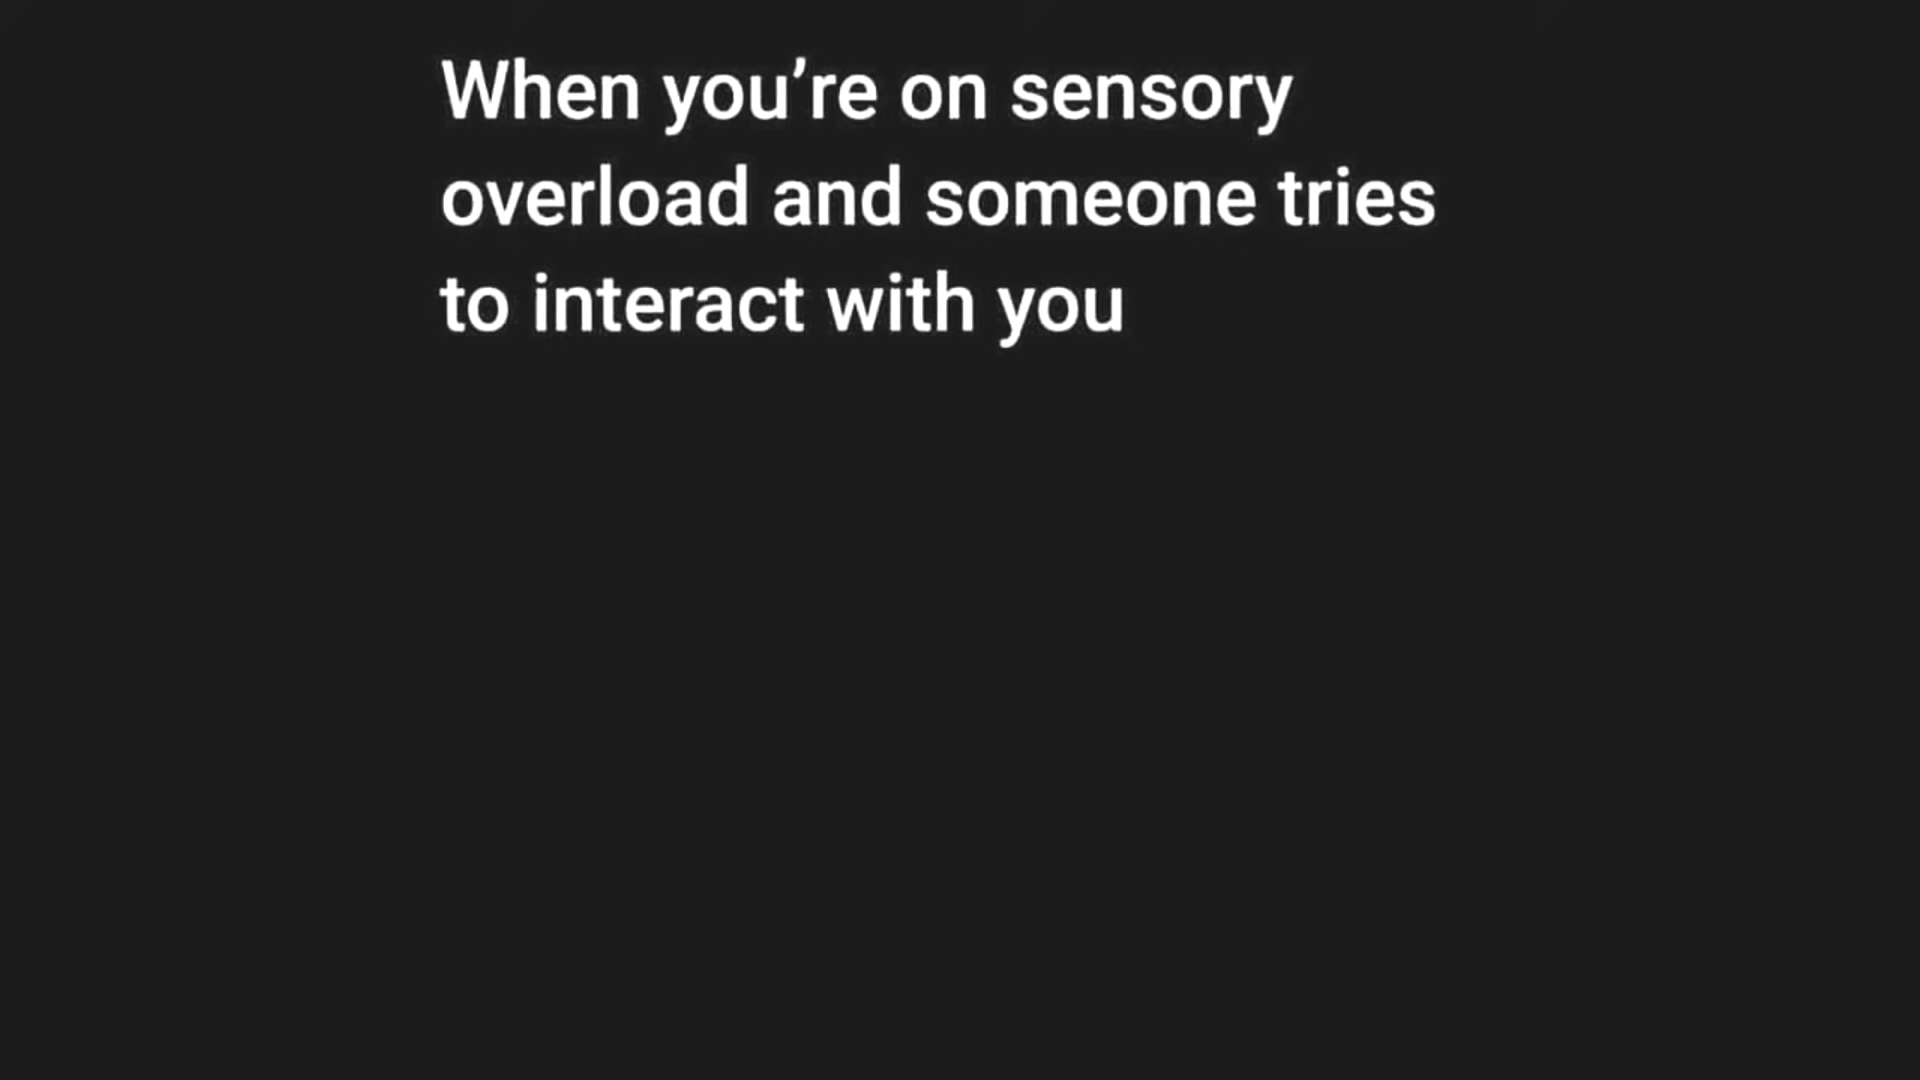 When you’re on sensory
overload and someone tries
to interact with you